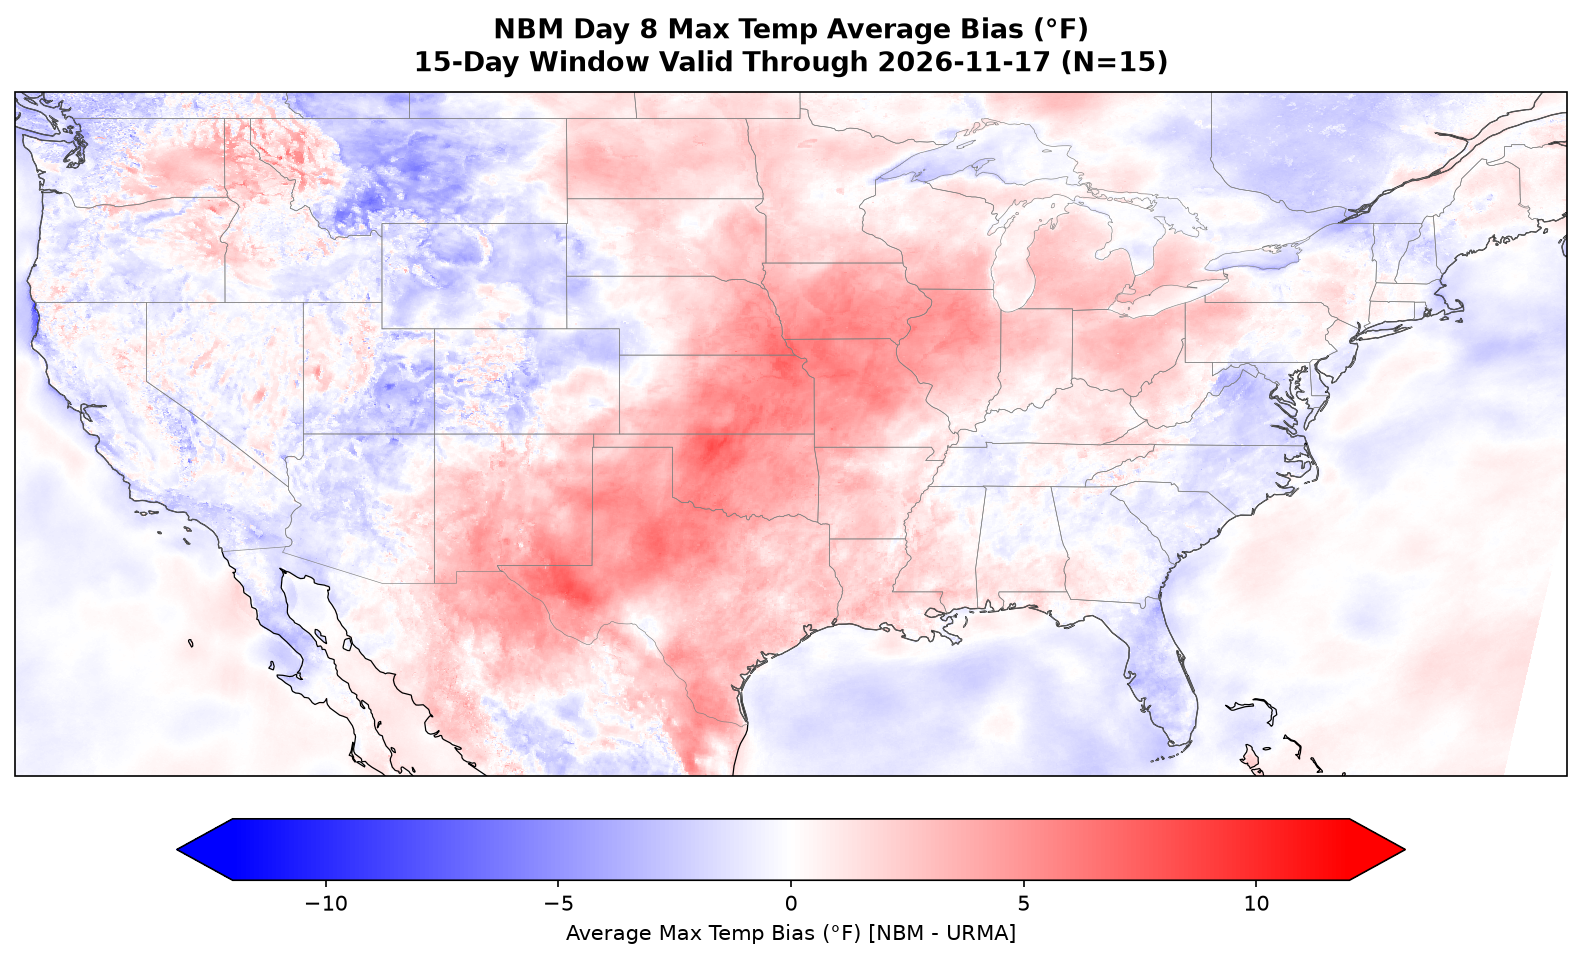 NBM Day 8 Max Temp Average Bias (°F)
15-Day Window Valid Through 2026-11-17 (N=15)
−10 −5 0 5 10
Average Max Temp Bias (°F) [NBM - URMA]